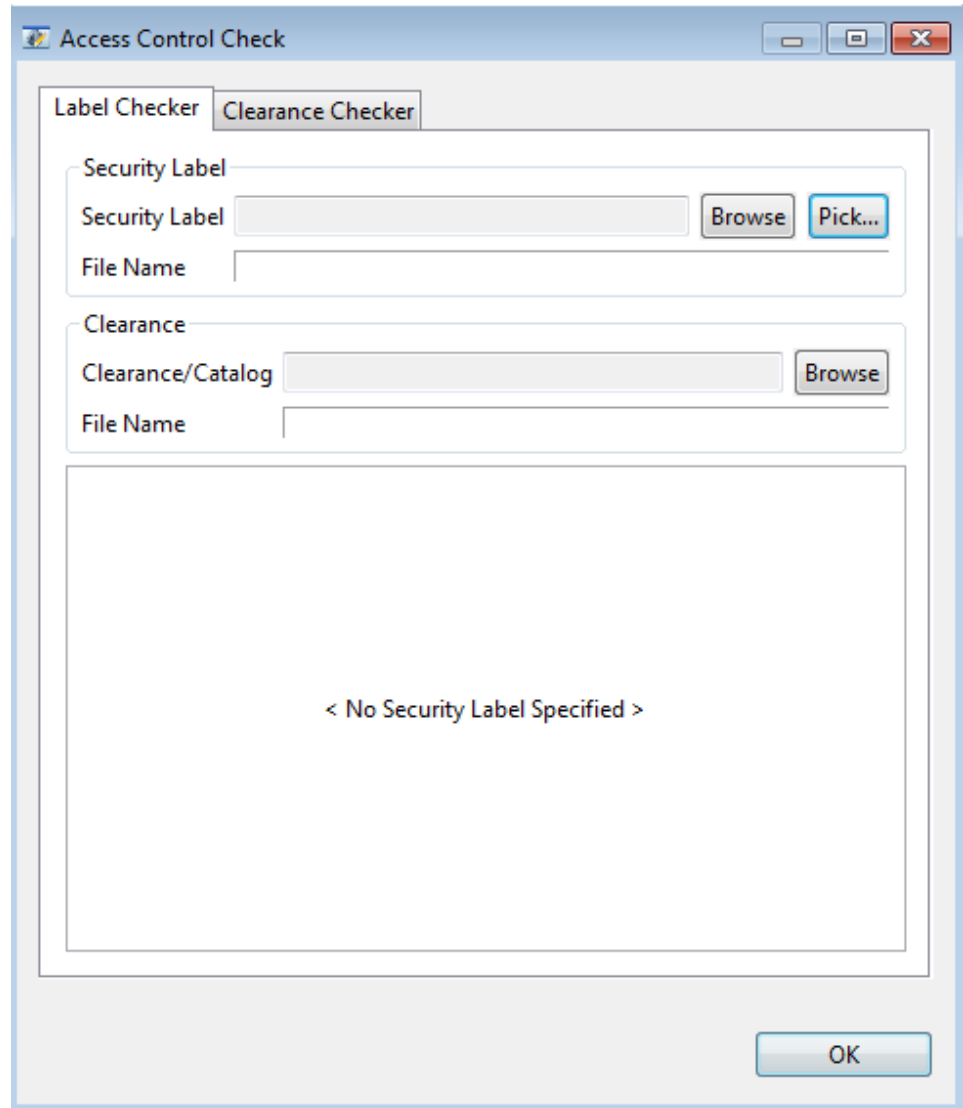 Access Control Check
Label Checker Clearance Checker
Security Label
Security Label Browse Pick...
File Name
Clearance
Clearance/Catalog Browse
File Name
< No Security Label Specified >
OK